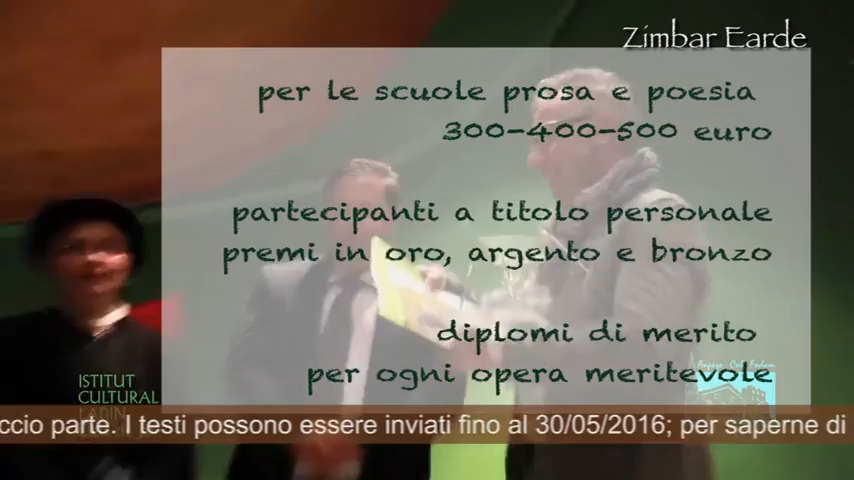 Zimbar Earde
per le scuole prosa e poesia
300-400-500 euro
partecipanti a titolo personale
premi in oro, argento e bronzo
diplomi di merito
per ogni opera meritevole
ISTITUT
CULTURAL
LADIN
ccio parte. I testi possono essere inviati fino al 30/05/2016; per saperne di